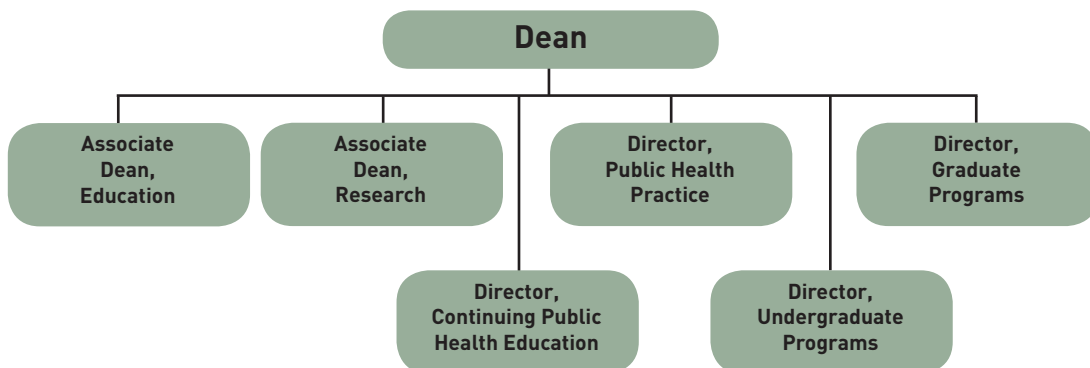 Dean
Associate
Dean,
Education
Associate
Dean,
Research
Director,
Public Health
Practice
Director,
Graduate
Programs
Director,
Continuing Public
Health Education
Director,
Undergraduate
Programs